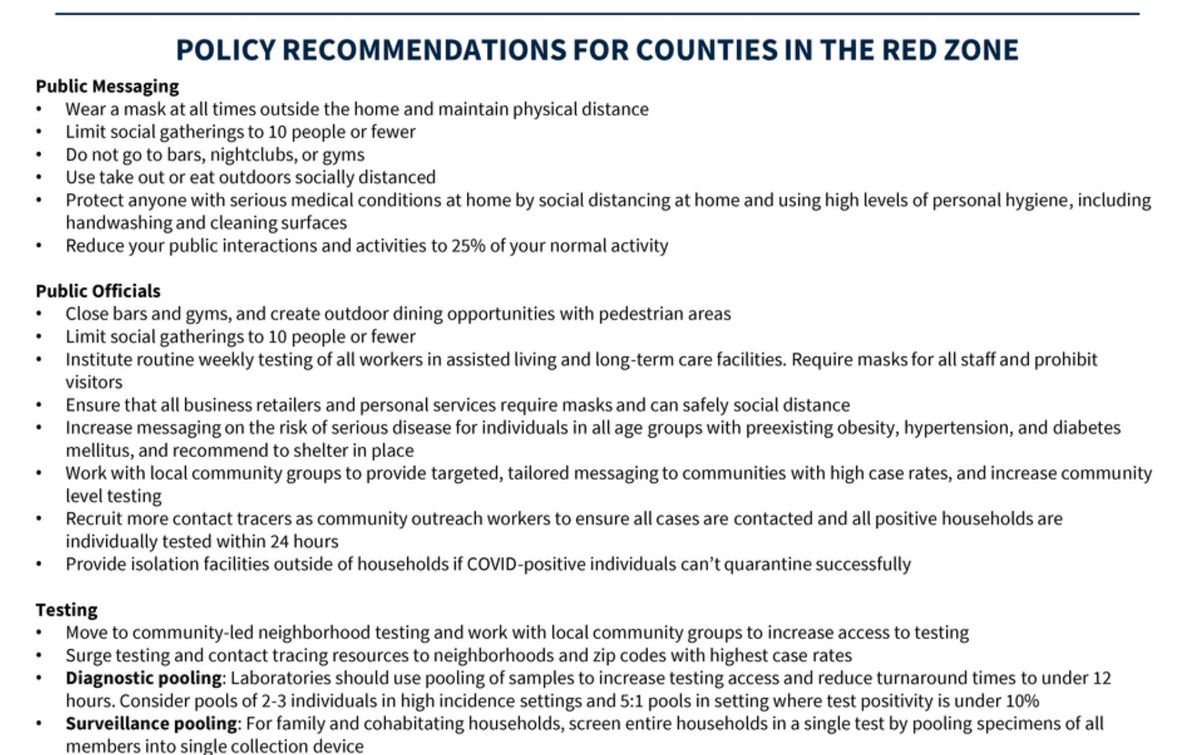 POLICY RECOMMENDATIONS FOR COUNTIES IN THE RED ZONE
Public Messaging
• Wear a mask at all times outside the home and maintain physical distance
• Limit social gatherings to 10 people or fewer
• Do not go to bars, nightclubs, or gyms
• Use take out or eat outdoors socially distanced
• Protect anyone with serious medical conditions at home by social distancing at home and using high levels of personal hygiene, including
handwashing and cleaning surfaces
• Reduce your public interactions and activities to 25% of your normal activity
Public Officials
• Close bars and gyms, and create outdoor dining opportunities with pedestrian areas
• Limit social gatherings to 10 people or fewer
• Institute routine weekly testing of all workers in assisted living and long-term care facilities. Require masks for all staff and prohibit
visitors
• Ensure that all business retailers and personal services require masks and can safely social distance
• Increase messaging on the risk of serious disease for individuals in all age groups with preexisting obesity, hypertension, and diabetes
mellitus, and recommend to shelter in place
• Work with local community groups to provide targeted, tailored messaging to communities with high case rates, and increase community
level testing
• Recruit more contact tracers as community outreach workers to ensure all cases are contacted and all positive households are
individually tested within 24 hours
• Provide isolation facilities outside of households if COVID-positive individuals can't quarantine successfully
Testing
• Move to community-led neighborhood testing and work with local community groups to increase access to testing
• Surge testing and contact tracing resources to neighborhoods and zip codes with highest case rates
• Diagnostic pooling: Laboratories should use pooling of samples to increase testing access and reduce turnaround times to under 12
hours. Consider pools of 2-3 individuals in high incidence settings and 5:1 pools in setting where test positivity is under 10%
• Surveillance pooling: For family and cohabitating households, screen entire households in a single test by pooling specimens of all
members into single collection device